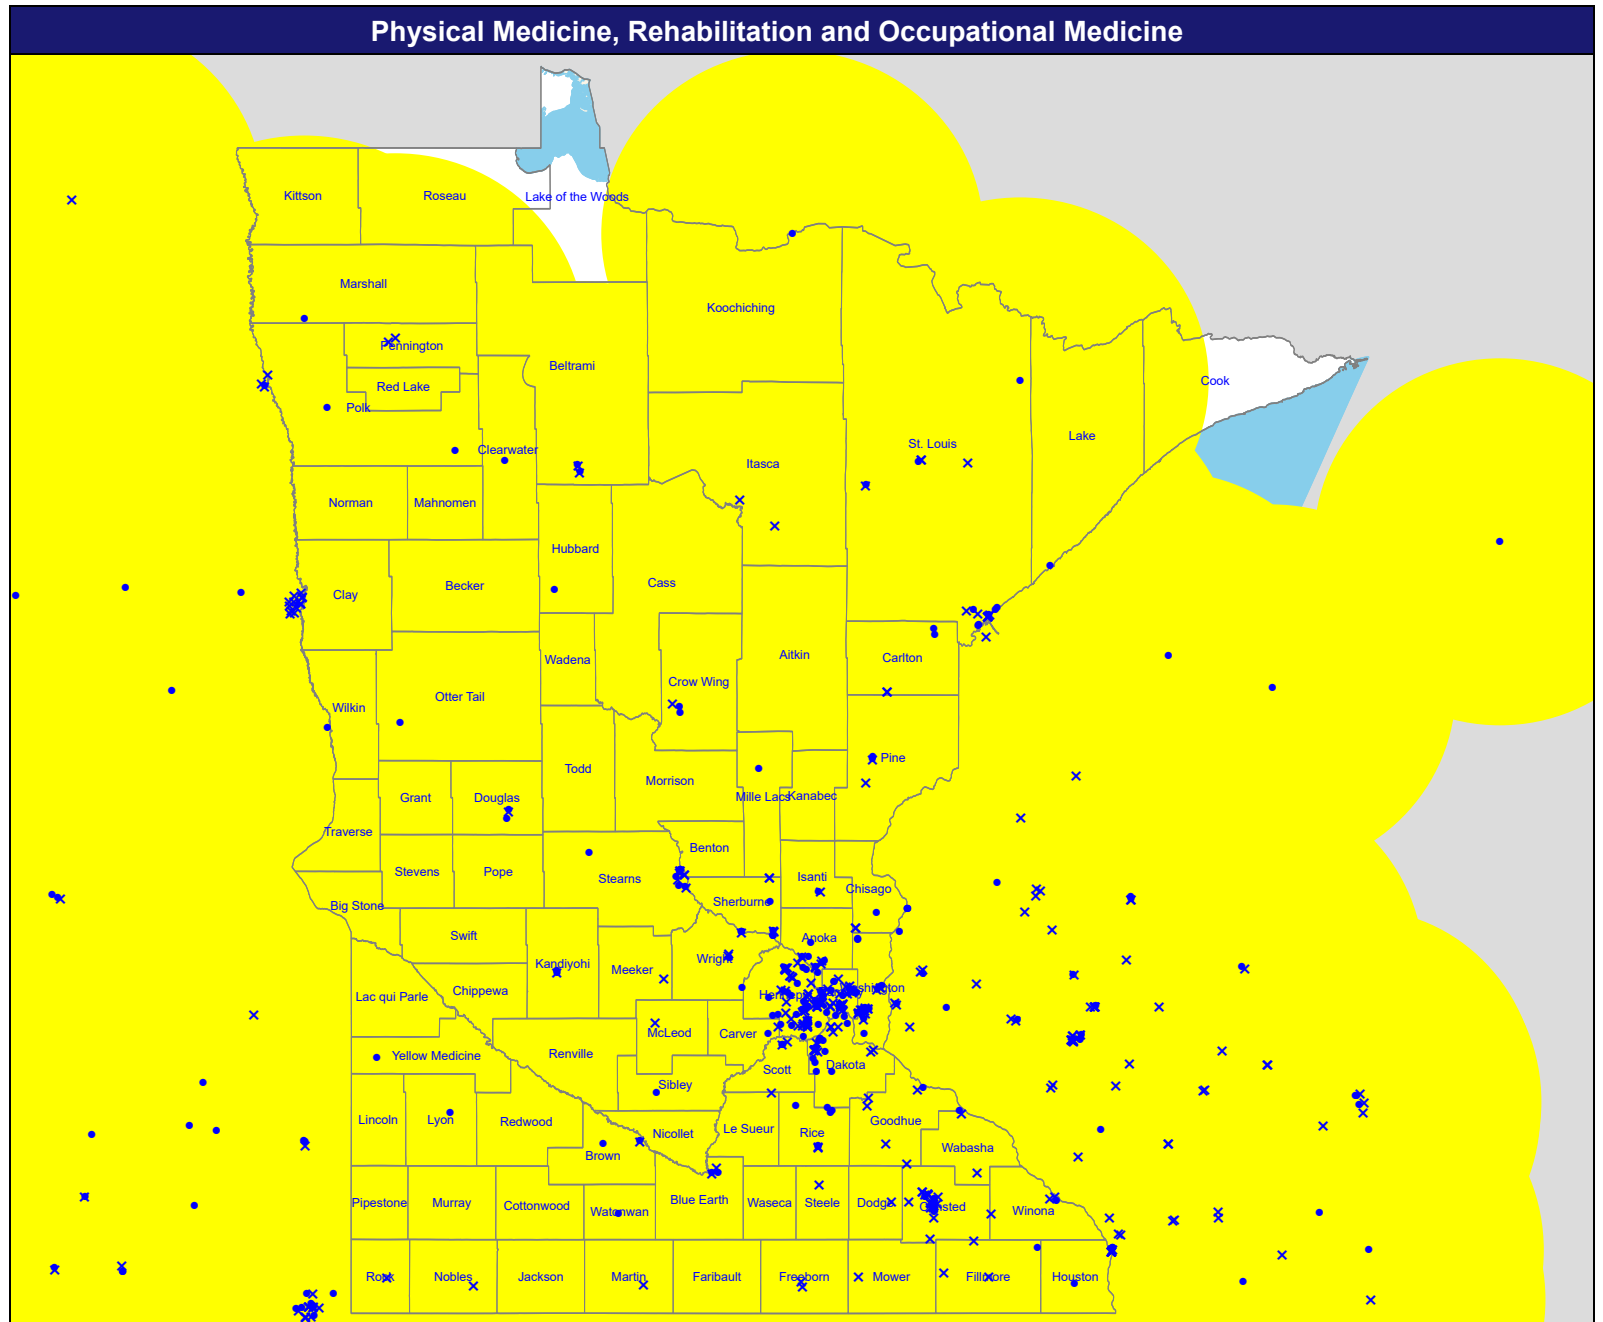 Physical Medicine, Rehabilitation and Occupational Medicine
Kittson
Roseau
Lake of the Woods
Marshall
Koochiching
Pennington
Beltrami
Red Lake
Cook
Polk
Lake
St. Louis
Clearwater
Itasca
Norman
Mahnomen
Hubbard
Cass
Becker
Clay
Aitkin
Carlton
Wadena
Crow Wing
Otter Tail
Wilkin
Pine
Todd
Morrison
Grant
Douglas
Mille Lacs
Kanabec
Traverse
Benton
Stevens
Pope
Stearns
Isanti
Chisago
Big Stone
Sherburne
Swift
Anoka
Kandiyohi
Meeker
Wright
Chippewa
Lac qui Parle
McLeod
Carver
Renville
Yellow Medicine
Scott
Dakota
Sibley
Lincoln
Lyon
Redwood
Goodhue
Le Sueur
Rice
Nicollet
Brown
Wabasha
Pipestone
Murray
Cottonwood
Watonwan
Blue Earth
Waseca
Steele
Dodge
Olmsted
Winona
Rock
Nobles
Jackson
Martin
Faribault
Freeborn
Mower
Fillmore
Houston